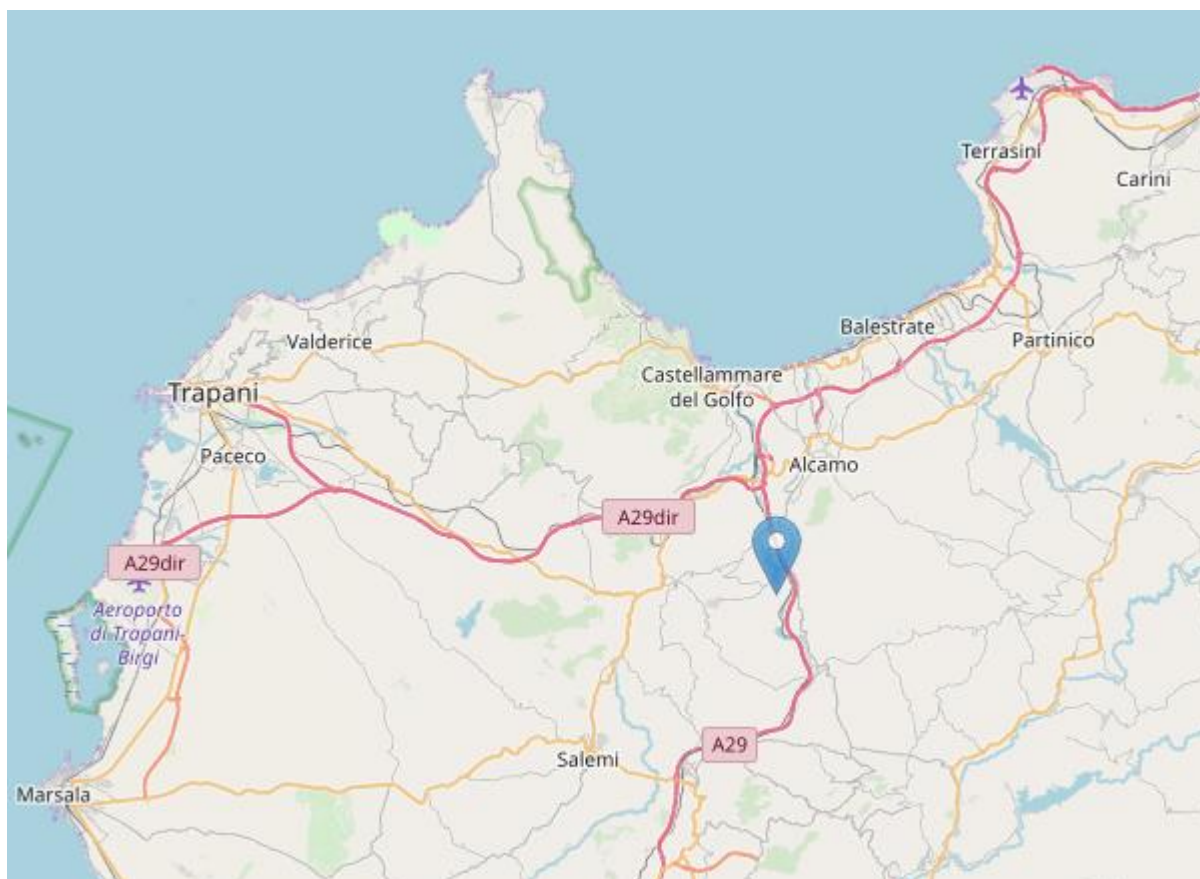 Terrasini
Carini
Balestrate
Valderice
Partinico
Castellammare
del Golfo
Trapani
Paceco
Alcamo
A29dir
A29dir
Aeroporto
di Trapani-
Birgi
A29
Salemi
Marsala